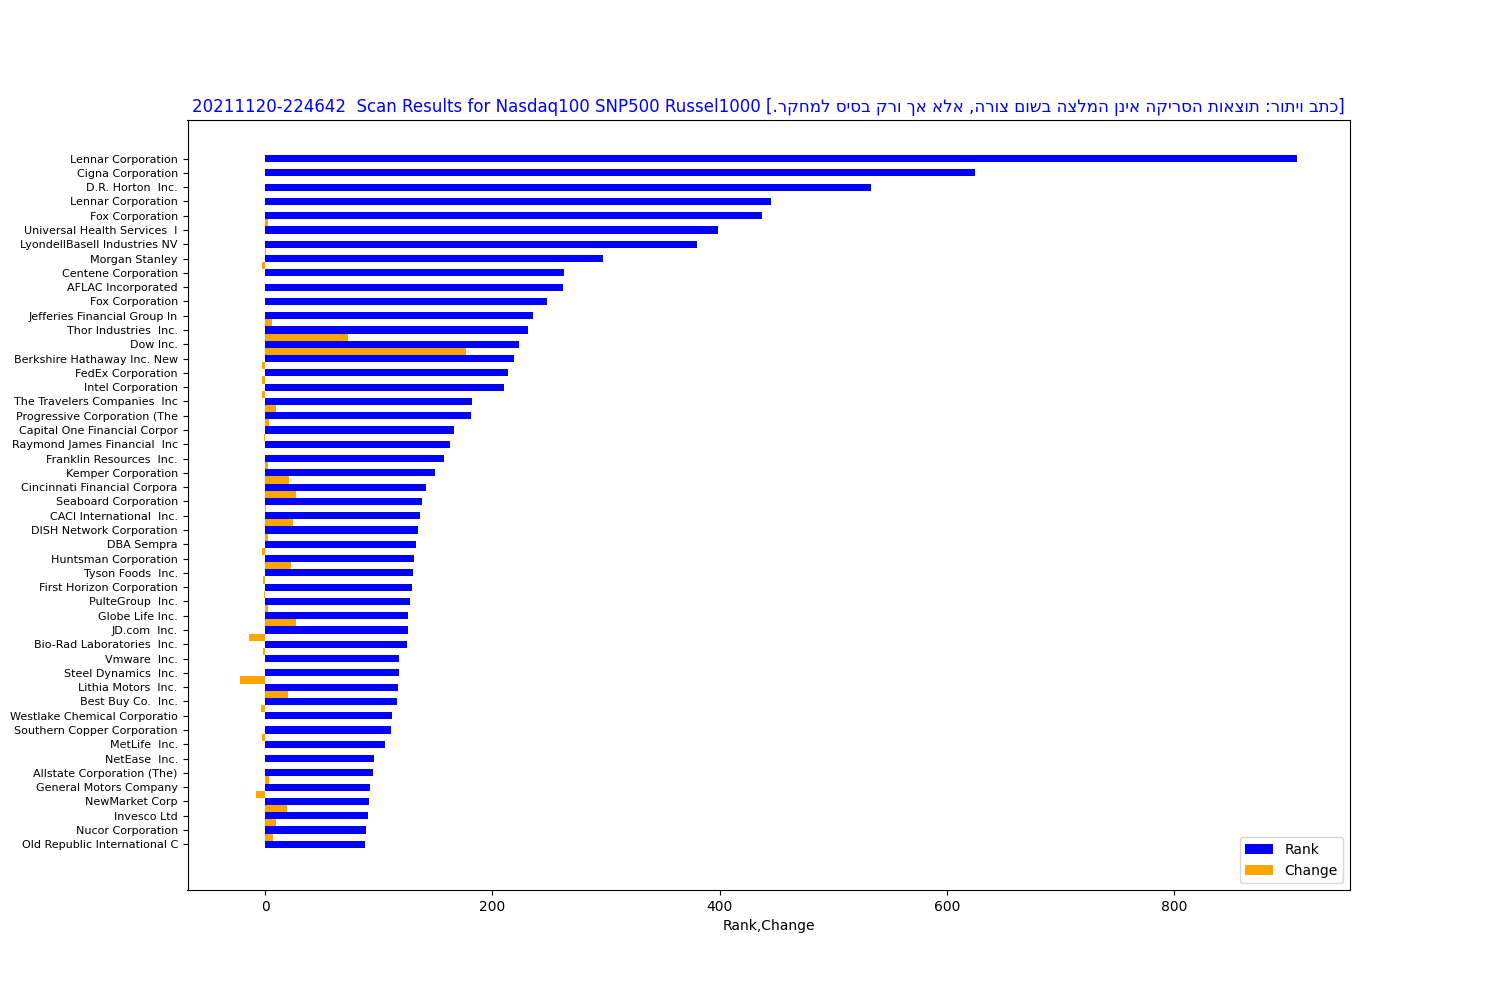 20211120-224642  Scan Results for Nasdaq100 SNP500 Russel1000 [כתב ויתור: תוצאות הסריקה אינן המלצה בשום צורה, אלא אך ורק בסיס למחקר.]
Lennar Corporation
Cigna Corporation
D.R. Horton  Inc.
Lennar Corporation
Fox Corporation
Universal Health Services  I
LyondellBasell Industries NV
Morgan Stanley
Centene Corporation
AFLAC Incorporated
Fox Corporation
Jefferies Financial Group In
Thor Industries  Inc.
Dow Inc.
Berkshire Hathaway Inc. New
FedEx Corporation
Intel Corporation
The Travelers Companies  Inc
Progressive Corporation (The
Capital One Financial Corpor
Raymond James Financial  Inc
Franklin Resources  Inc.
Kemper Corporation
Cincinnati Financial Corpora
Seaboard Corporation
CACI International  Inc.
DISH Network Corporation
DBA Sempra
Huntsman Corporation
Tyson Foods  Inc.
First Horizon Corporation
PulteGroup  Inc.
Globe Life Inc.
JD.com  Inc.
Bio-Rad Laboratories  Inc.
Vmware  Inc.
Steel Dynamics  Inc.
Lithia Motors  Inc.
Best Buy Co.  Inc.
Westlake Chemical Corporatio
Southern Copper Corporation
MetLife  Inc.
NetEase  Inc.
Allstate Corporation (The)
General Motors Company
NewMarket Corp
Invesco Ltd
Nucor Corporation
Old Republic International C
Rank
Change
0 200 400 600 800
Rank,Change